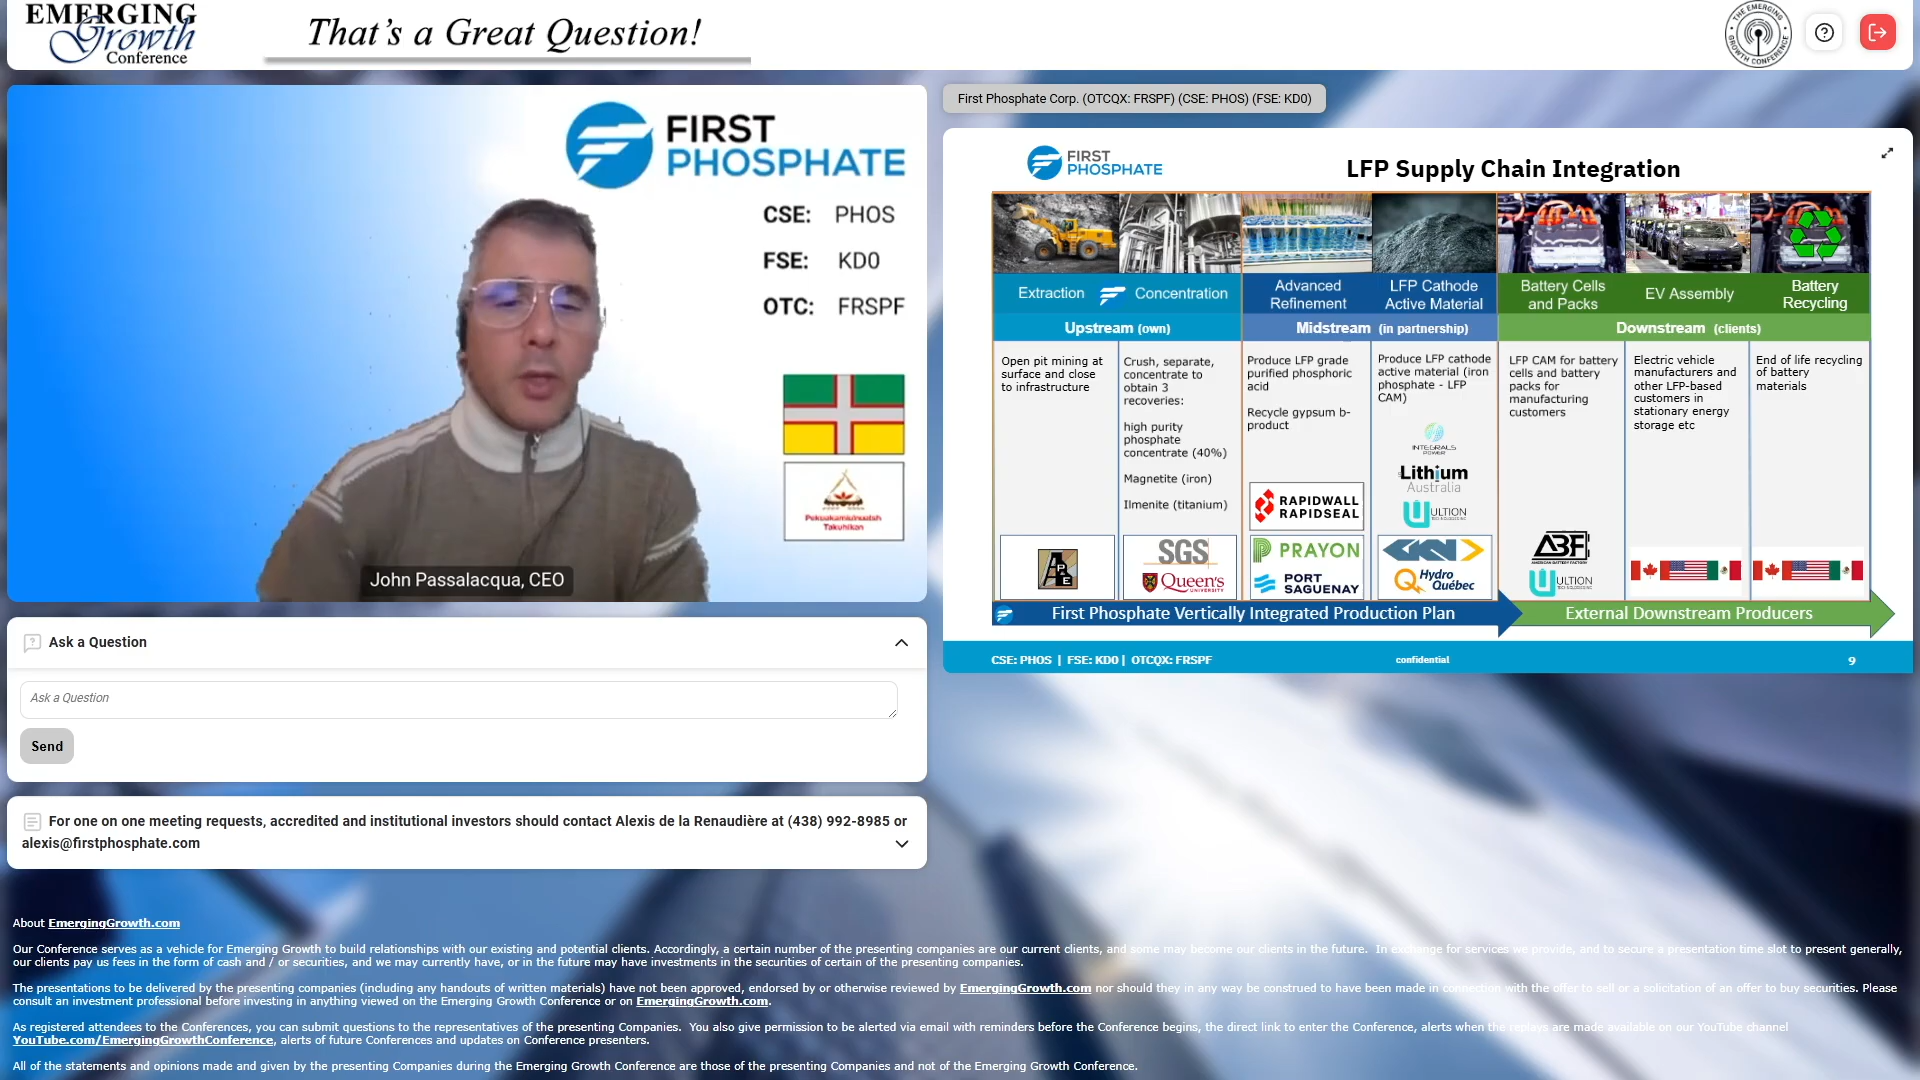 EMERGING
Growth
Conference
That's a Great Question!
THE EMERGING
GROWTH CONFERENCE
First Phosphate Corp. (OTCQX: FRSPF) (CSE: PHOS) (FSE: KD0)
FIRST
PHOSPHATE
CSE: PHOS
FSE: KD0
OTC: FRSPF
Pekuakamiulnuatsh
Takuhikan
John Passalacqua, CEO
FIRST
PHOSPHATE
LFP Supply Chain Integration
Extraction
Concentration
Advanced
Refinement
LFP Cathode
Active Material
Battery Cells
and Packs
EV Assembly
Battery
Recycling
Upstream (own)
Midstream (in partnership)
Downstream (clients)
Open pit mining at
surface and close
to infrastructure
Crush, separate,
concentrate to
obtain 3
recoveries:
high purity
phosphate
concentrate (40%)
Magnetite (iron)
Ilmenite (titanium)
SGS
Queen's
UNIVERSITY
Produce LFP grade
purified phosphoric
acid
Recycle gypsum b-
product
RAPIDWALL
RAPIDSEAL
PRAYON
PORT
SAGUENAY
Produce LFP cathode
active material (iron
phosphate - LFP
CAM)
INTEGRALS
POWER
Lithium
Australia
ULTION
TECHNOLOGIES INC
GKN
Hydro
Québec
LFP CAM for battery
cells and battery
packs for
manufacturing
customers
ABF
AMERICAN BATTERY FACTORY
ULTION
TECHNOLOGIES INC
Electric vehicle
manufacturers and
other LFP-based
customers in
stationary energy
storage etc
End of life recycling
of battery
materials
First Phosphate Vertically Integrated Production Plan
External Downstream Producers
CSE: PHOS | FSE: KD0 | OTCQX: FRSPF
confidential
9
Ask a Question
Ask a Question
Send
For one on one meeting requests, accredited and institutional investors should contact Alexis de la Renaudière at (438) 992-8985 or
alexis@firstphosphate.com
About EmergingGrowth.com
Our Conference serves as a vehicle for Emerging Growth to build relationships with our existing and potential clients. Accordingly, a certain number of the presenting companies are our current clients, and some may become our clients in the future. In exchange for services we provide, and to secure a presentation time slot to present generally,
our clients pay us fees in the form of cash and / or securities, and we may currently have, or in the future may have investments in the securities of certain of the presenting companies.
The presentations to be delivered by the presenting companies (including any handouts of written materials) have not been approved, endorsed by or otherwise reviewed by EmergingGrowth.com nor should they in any way be construed to have been made in connection with the offer to sell or a solicitation of an offer to buy securities. Please
consult an investment professional before investing in anything viewed on the Emerging Growth Conference or on EmergingGrowth.com.
As registered attendees to the Conferences, you can submit questions to the representatives of the presenting Companies. You also give permission to be alerted via email with reminders before the Conference begins, the direct link to enter the Conference, alerts when the replays are made available on our YouTube channel
YouTube.com/EmergingGrowthConference, alerts of future Conferences and updates on Conference presenters.
All of the statements and opinions made and given by the presenting Companies during the Emerging Growth Conference are those of the presenting Companies and not of the Emerging Growth Conference.